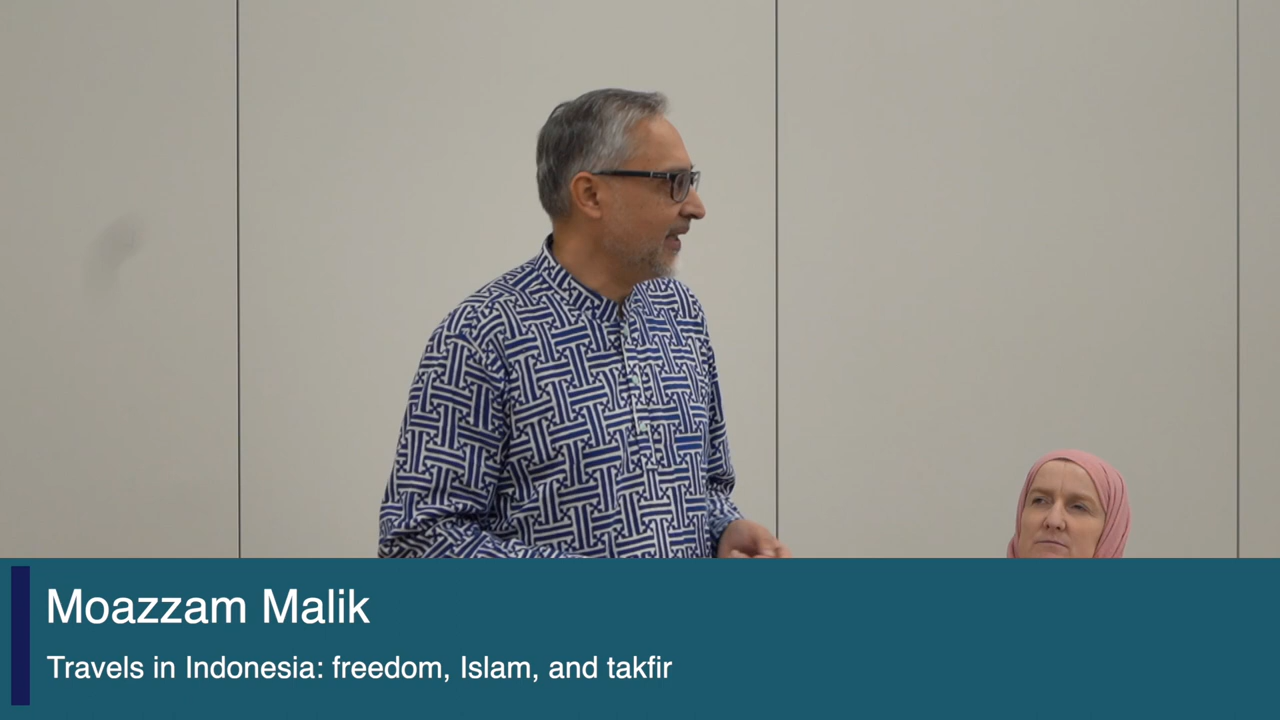 Moazzam Malik
Travels in Indonesia: freedom, Islam, and takfir